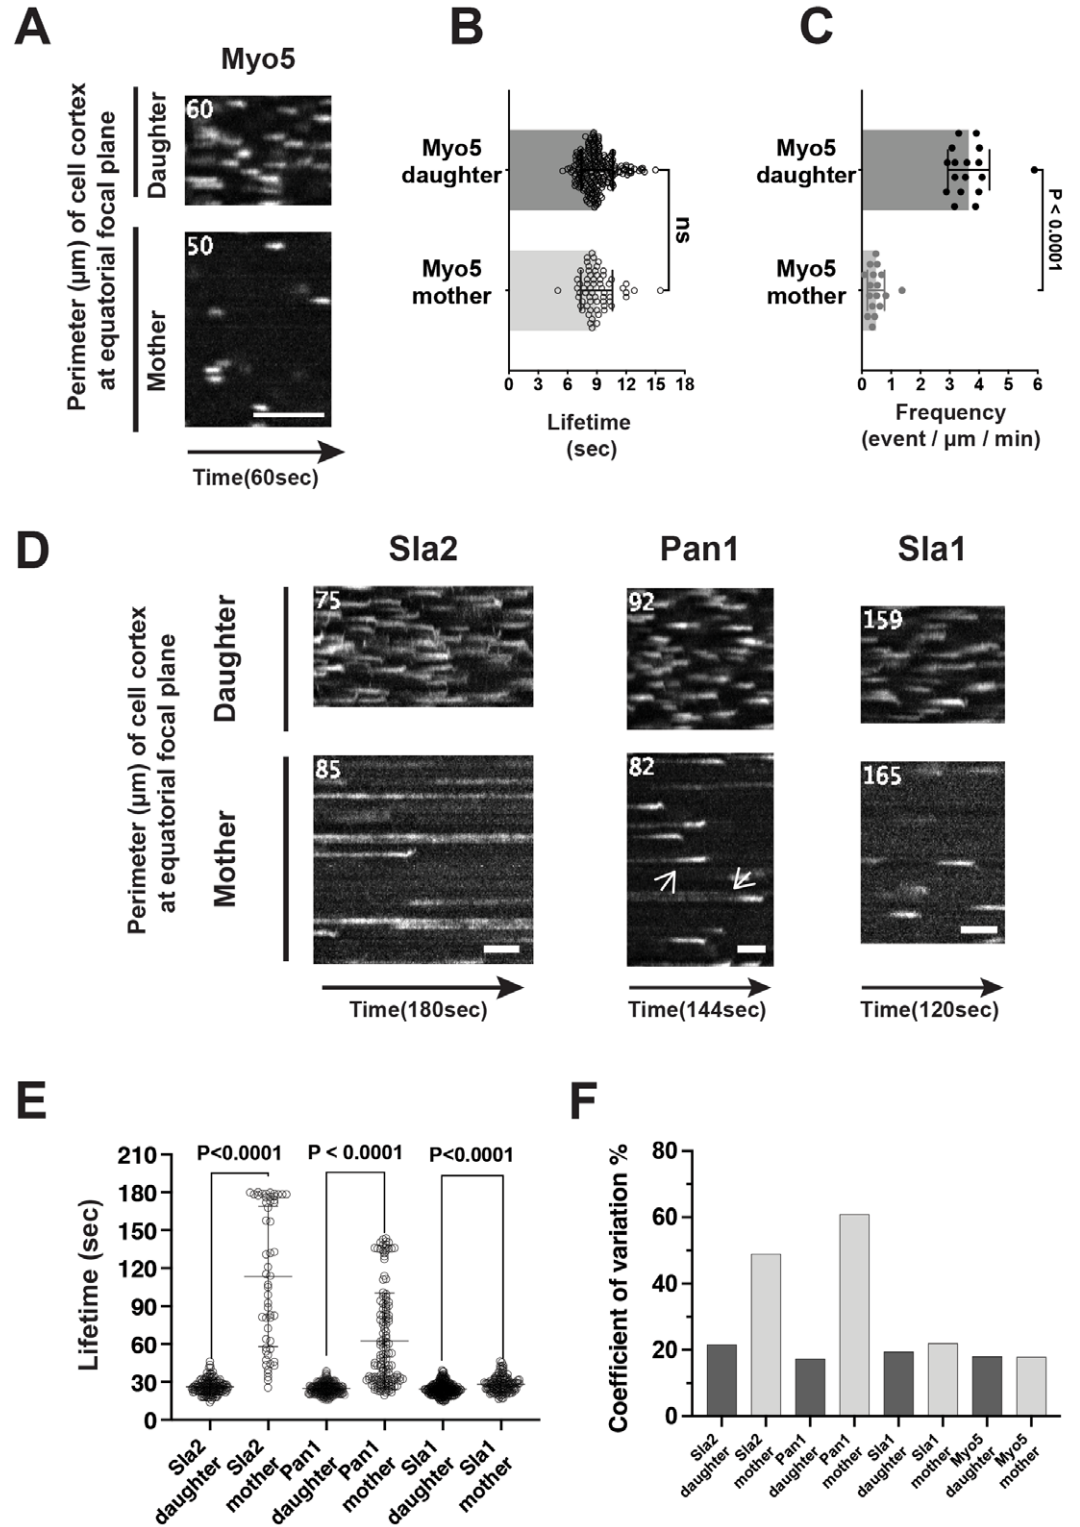 A
Myo5
Perimeter (µm) of cell cortex
at equatorial focal plane
Daughter
60
Mother
50
Time(60sec)
B
Myo5
daughter
Myo5
mother
ns
0 3 6 9 12 15 18
Lifetime
(sec)
C
Myo5
daughter
Myo5
mother
P < 0.0001
0 1 2 3 4 5 6
Frequency
(event / µm / min)
D
Sla2 Pan1 Sla1
Perimeter (µm) of cell cortex
at equatorial focal plane
Daughter
75 92 159
Mother
85 82 165
Time(180sec) Time(144sec) Time(120sec)
E
P<0.0001 P < 0.0001 P<0.0001
Lifetime (sec)
210
180
150
120
90
60
30
0
Sla2
daughter
Sla2
mother
Pan1
daughter
Pan1
mother
Sla1
daughter
Sla1
mother
F
Coefficient of variation %
80
60
40
20
0
Sla2
daughter
Sla2
mother
Pan1
daughter
Pan1
mother
Sla1
daughter
Sla1
mother
Myo5
daughter
Myo5
mother